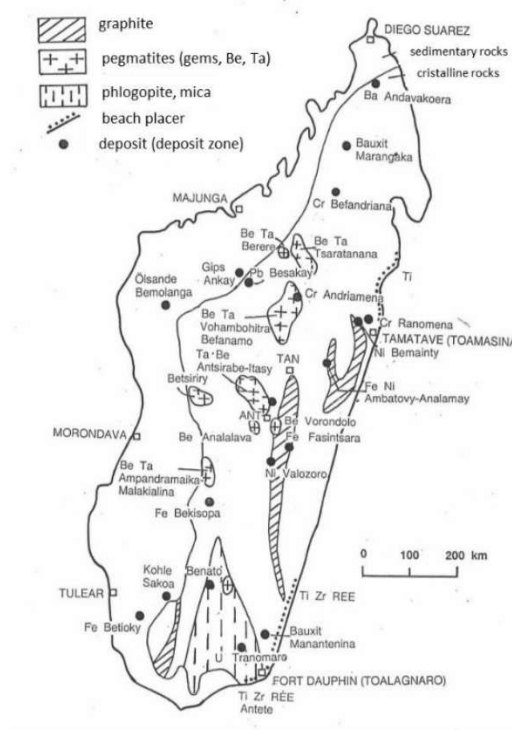 graphite
pegmatites (gems, Be, Ta)
phlogopite, mica
beach placer
deposit (deposit zone)
DIEGO SUAREZ
sedimentary rocks
cristalline rocks
Ba Andavakoera
Bauxit
Marangaka
Cr Befandriana
MAJUNGA
Be Ta
Berere
Be Ta
Tsaratanana
Gips
Ankay
Pb Besakay
Ölsande
Bemolanga
Ti
Cr Andriamena
Be Ta
Vohambohitra
Befanamo
Cr Ranomena
TAMATAVE (TOAMASINA
Ni Bemainty
Ta·Be
Antsirabe-Itasy
TAN
Betsiriry
Fe Ni
Ambatovy-Analamay
ANT
Be Vorondolo
MORONDAVA
Be Analalava
Fe Fasintsara
Be Ta
Ampandramaika-
Malakialina
Ni Valozoro
Fe Bekisopa
0 100 200 km
Kohle
Sakoa
Benato
TULEAR
Ti Zr REE
Fe Betioky
Bauxit
Manantenina
U Tranomaro
FORT DAUPHIN (TOALAGNARO)
Ti Zr REE
Antete